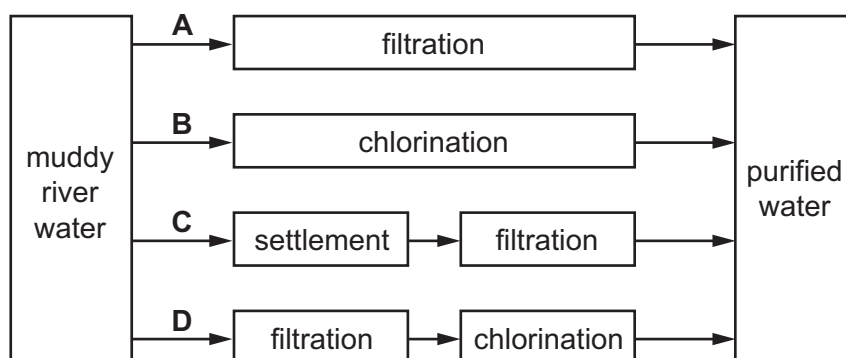 A
filtration
B
chlorination
muddy
river
water
purified
water
C
settlement
filtration
D
filtration
chlorination